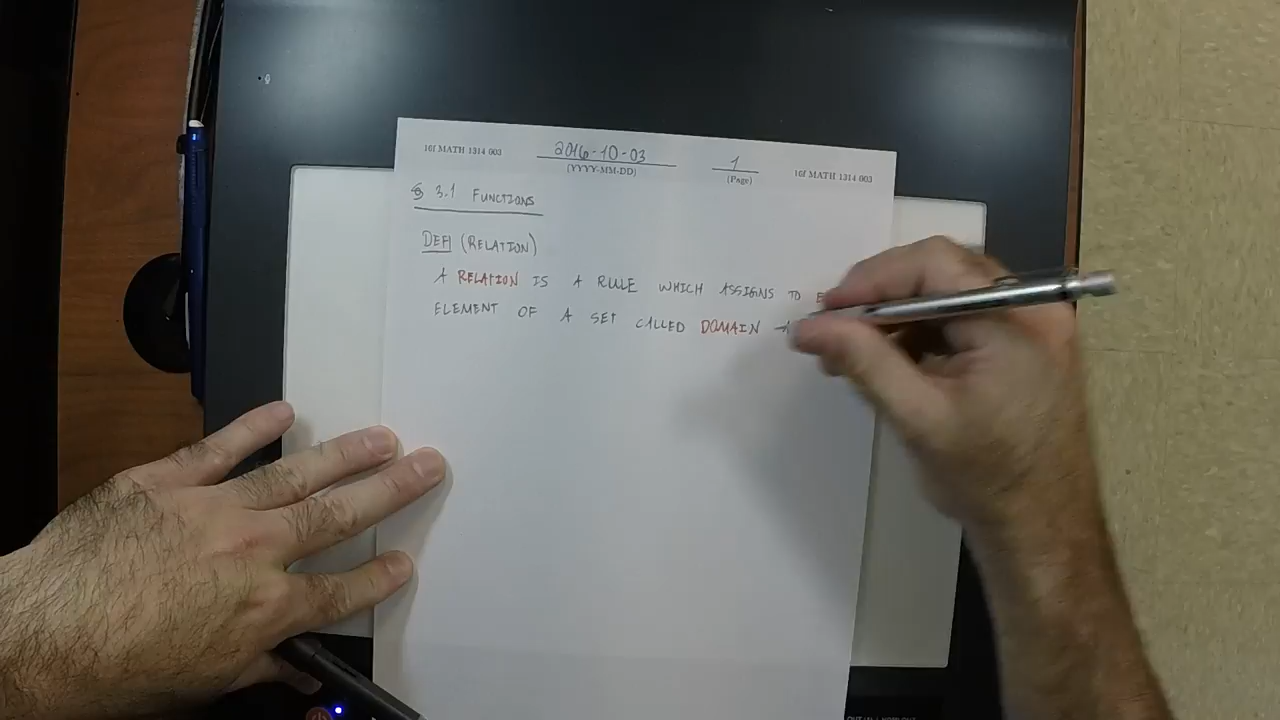 16f MATH 1314 003 2016-10-03 1 16f MATH 1314 003
(YYYY-MM-DD) (Page)
§ 3.1 FUNCTIONS
DEF| (RELATION)
A RELATION IS A RULE WHICH ASSIGNS TO
ELEMENT OF A SET CALLED DOMAIN